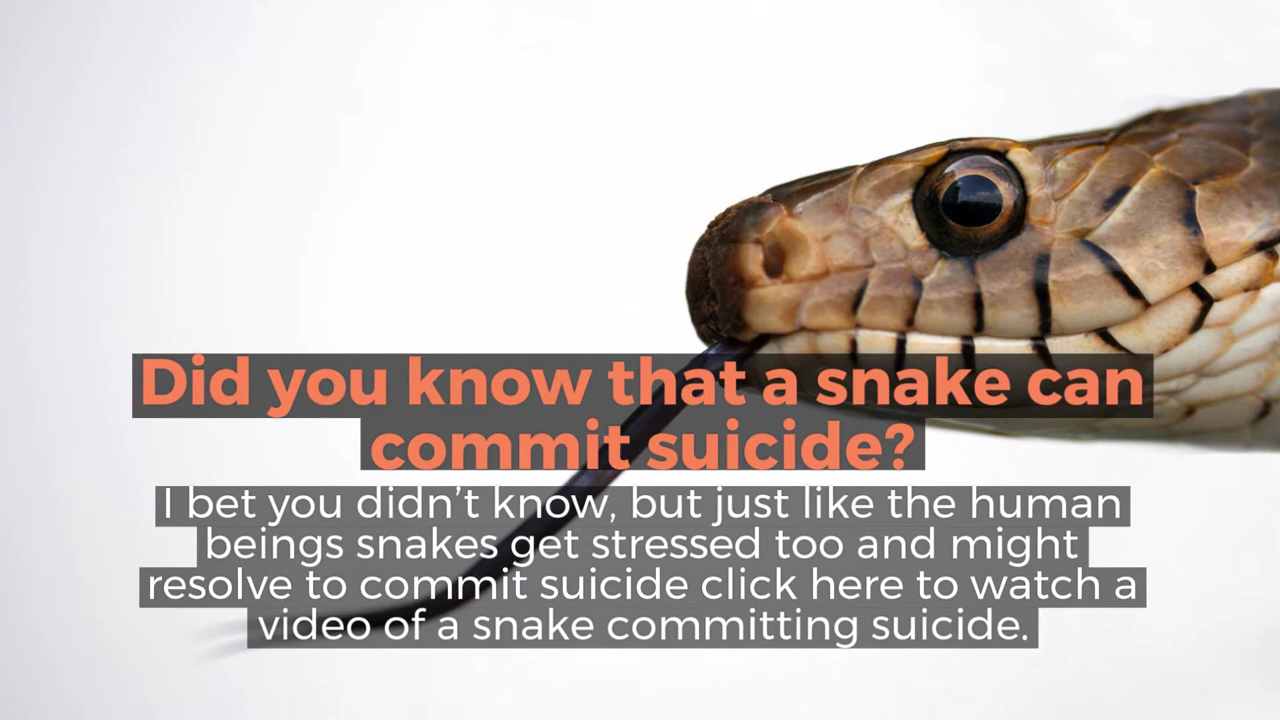 Did you know that a snake can
commit suicide?
I bet you didn’t know, but just like the human
beings snakes get stressed too and might
resolve to commit suicide click here to watch a
video of a snake committing suicide.